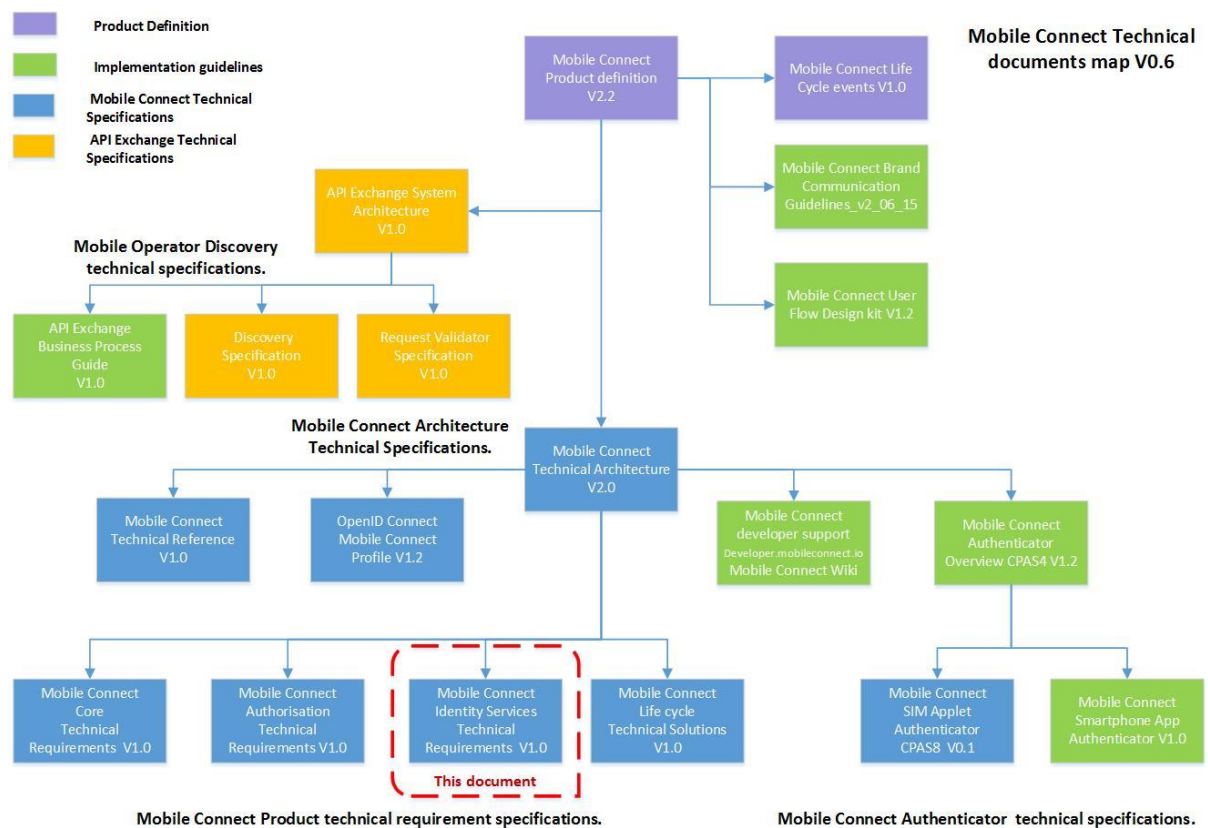 Product Definition
Implementation guidelines
Mobile Connect Technical
Specifications
API Exchange Technical
Specifications
Mobile Connect Technical
documents map V0.6
Mobile Connect
Product definition
V2.2
Mobile Connect Life
Cycle events V1.0
Mobile Connect Brand
Communication
Guidelines_v2_06_15
Mobile Connect User
Flow Design kit V1.2
API Exchange System
Architecture
V1.0
Mobile Operator Discovery
technical specifications.
API Exchange
Business Process
Guide
V1.0
Discovery
Specification
V1.0
Request Validator
Specification
V1.0
Mobile Connect Architecture
Technical Specifications.
Mobile Connect
Technical Architecture
V2.0
Mobile Connect
Technical Reference
V1.0
OpenID Connect
Mobile Connect
Profile V1.2
Mobile Connect
developer support
Developer.mobileconnect.io
Mobile Connect Wiki
Mobile Connect
Authenticator
Overview CPAS4 V1.2
Mobile Connect
Core
Technical
Requirements V1.0
Mobile Connect
Authorisation
Technical
Requirements V1.0
Mobile Connect
Identity Services
Technical
Requirements V1.0
This document
Mobile Connect
Life cycle
Technical Solutions
V1.0
Mobile Connect
SIM Applet
Authenticator
CPAS8 V0.1
Mobile Connect
Smartphone App
Authenticator V1.0
Mobile Connect Product technical requirement specifications.
Mobile Connect Authenticator technical specifications.